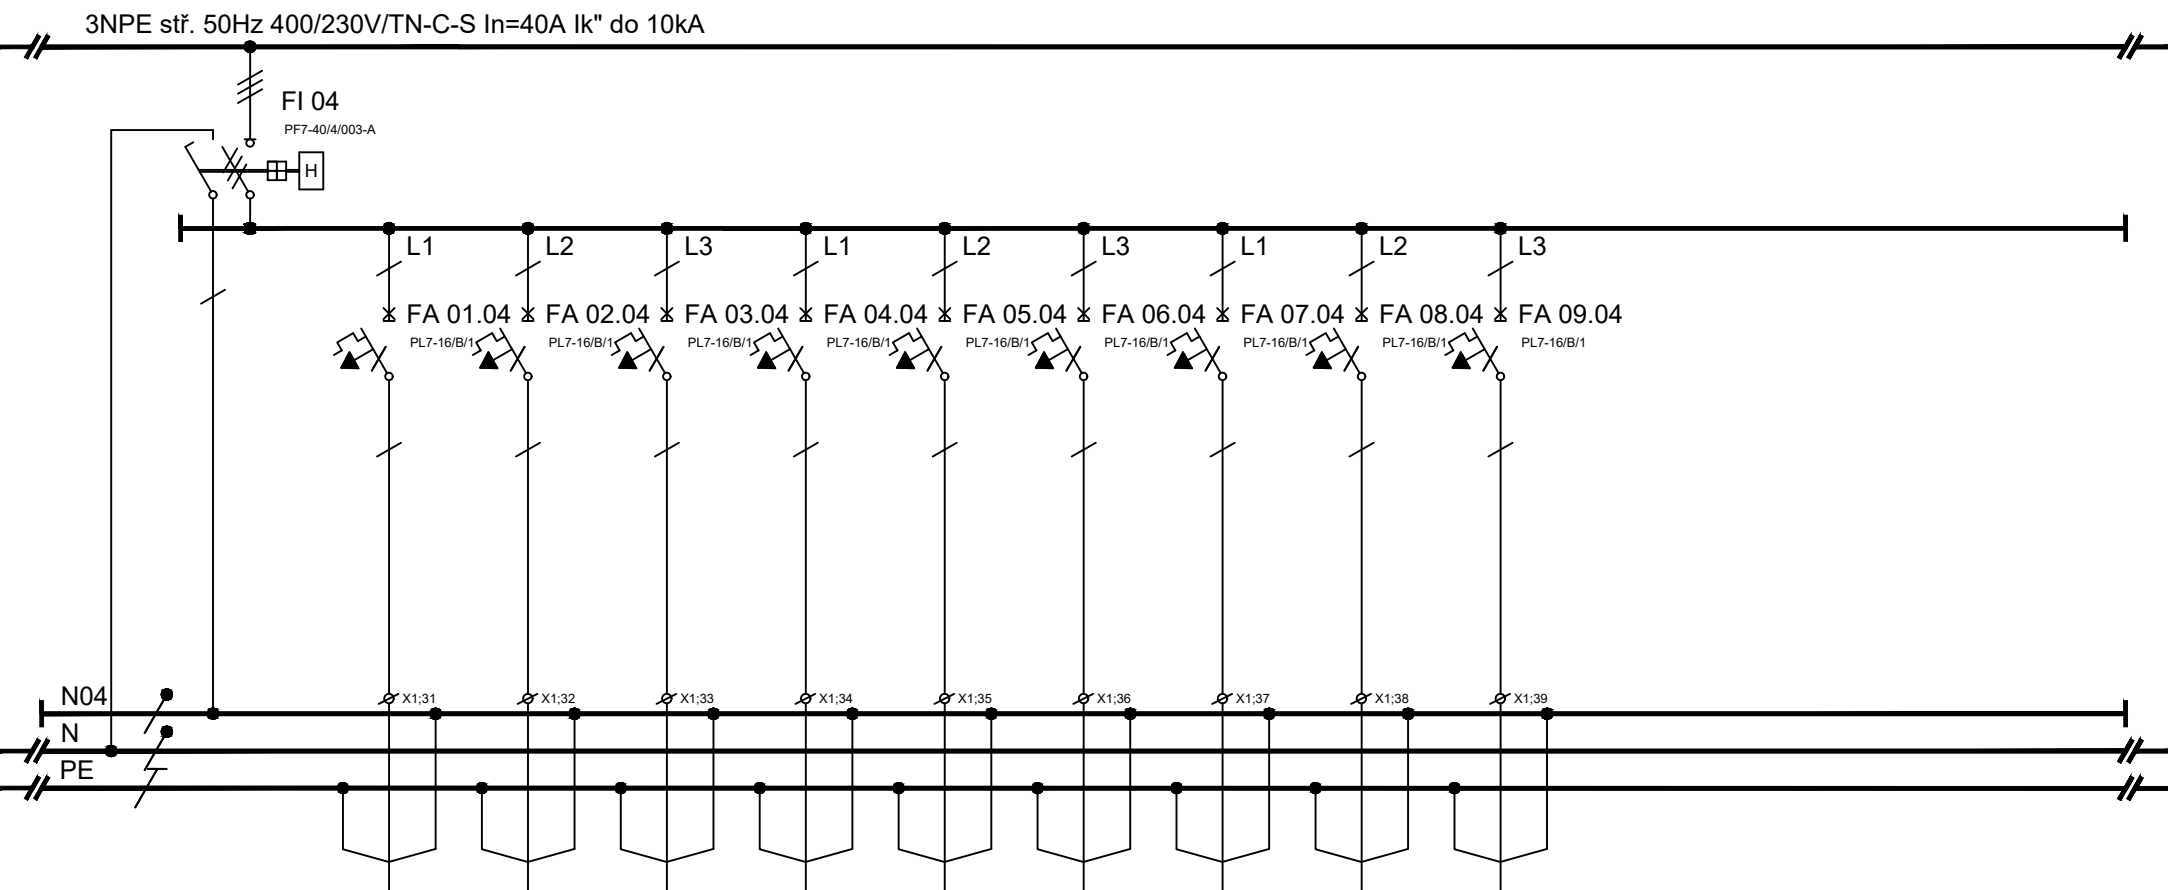 3NPE stř. 50Hz 400/230V/TN-C-S In=40A Ik" do 10kA
FI 04
PF7-40/4/003-A
H
L1 L2 L3 L1 L2 L3 L1 L2 L3
FA 01.04 FA 02.04 FA 03.04 FA 04.04 FA 05.04 FA 06.04 FA 07.04 FA 08.04 FA 09.04
PL7-16/B/1 PL7-16/B/1 PL7-16/B/1 PL7-16/B/1 PL7-16/B/1 PL7-16/B/1 PL7-16/B/1 PL7-16/B/1 PL7-16/B/1
N04 X1;31 X1;32 X1;33 X1;34 X1;35 X1;36 X1;37 X1;38 X1;39
N
PE